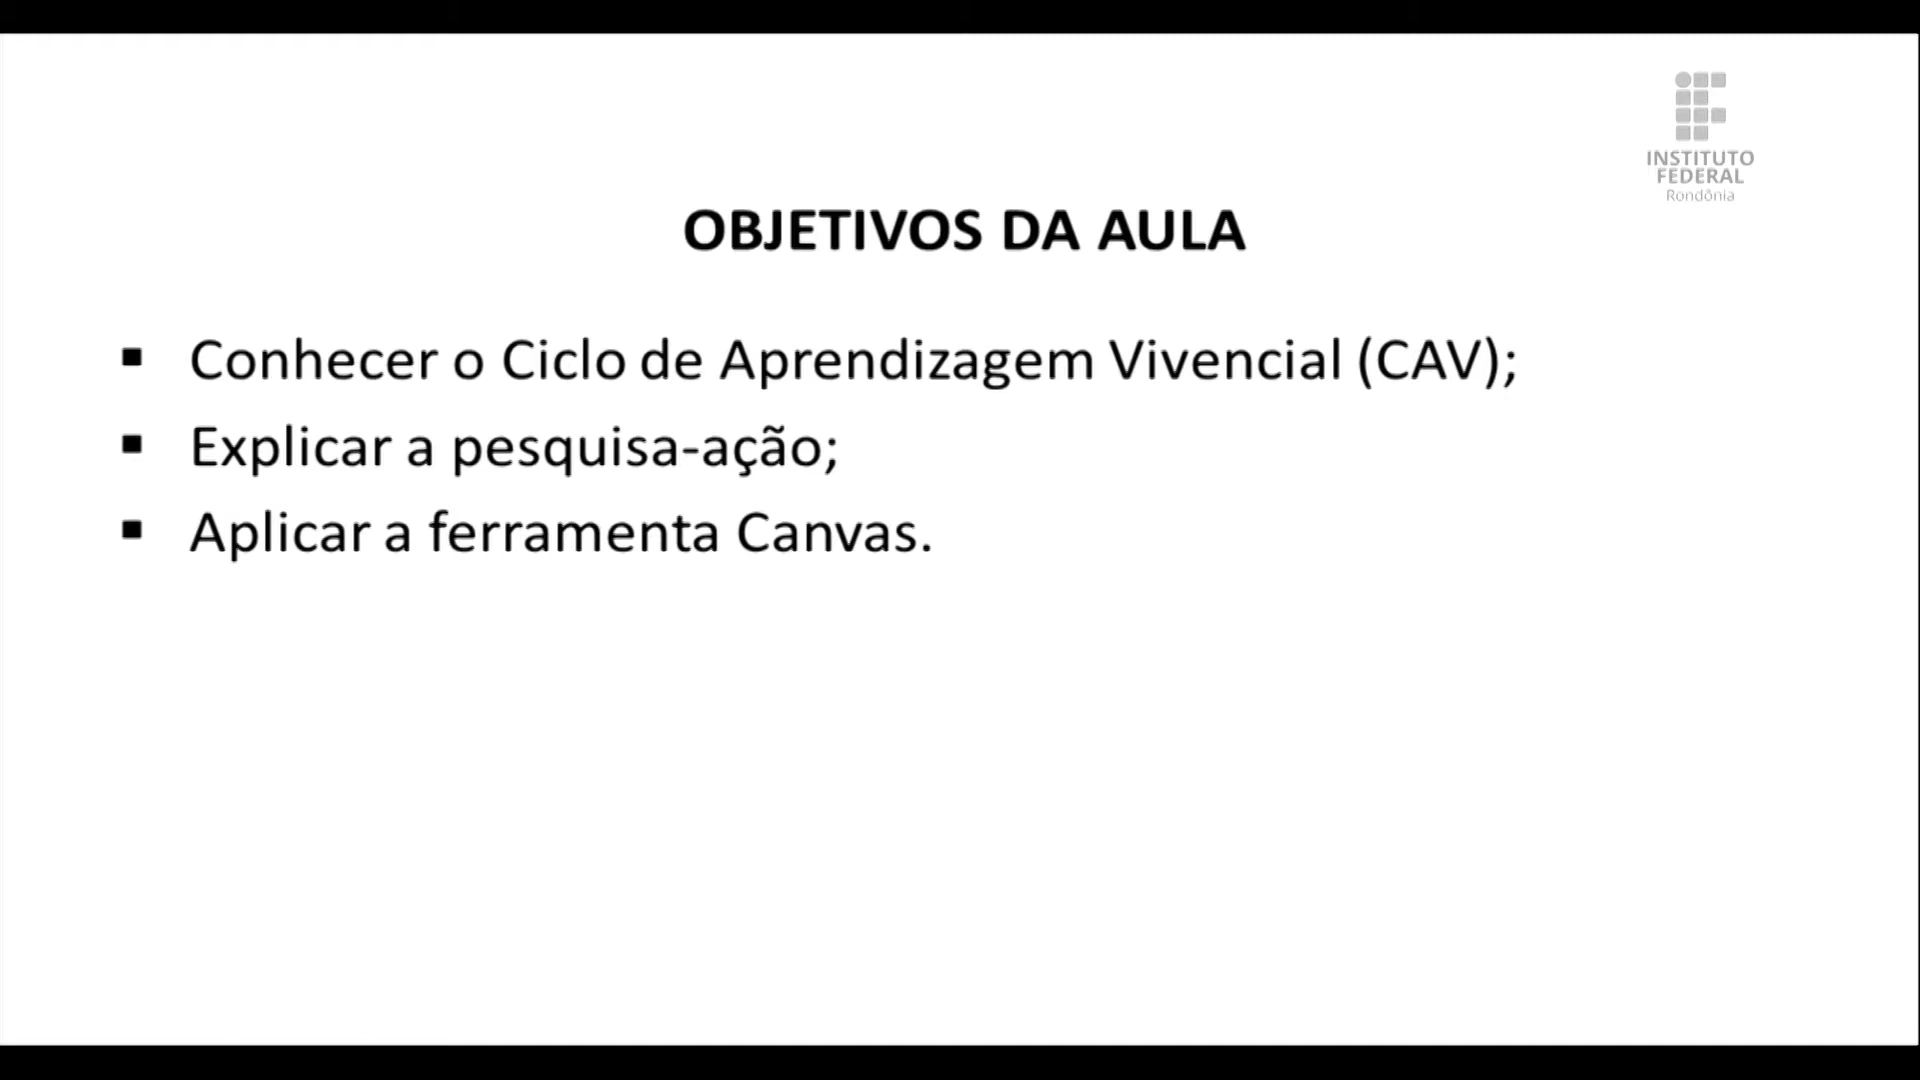 INSTITUTO
FEDERAL
Rondônia
OBJETIVOS DA AULA
▪ Conhecer o Ciclo de Aprendizagem Vivencial (CAV);
▪ Explicar a pesquisa-ação;
▪ Aplicar a ferramenta Canvas.